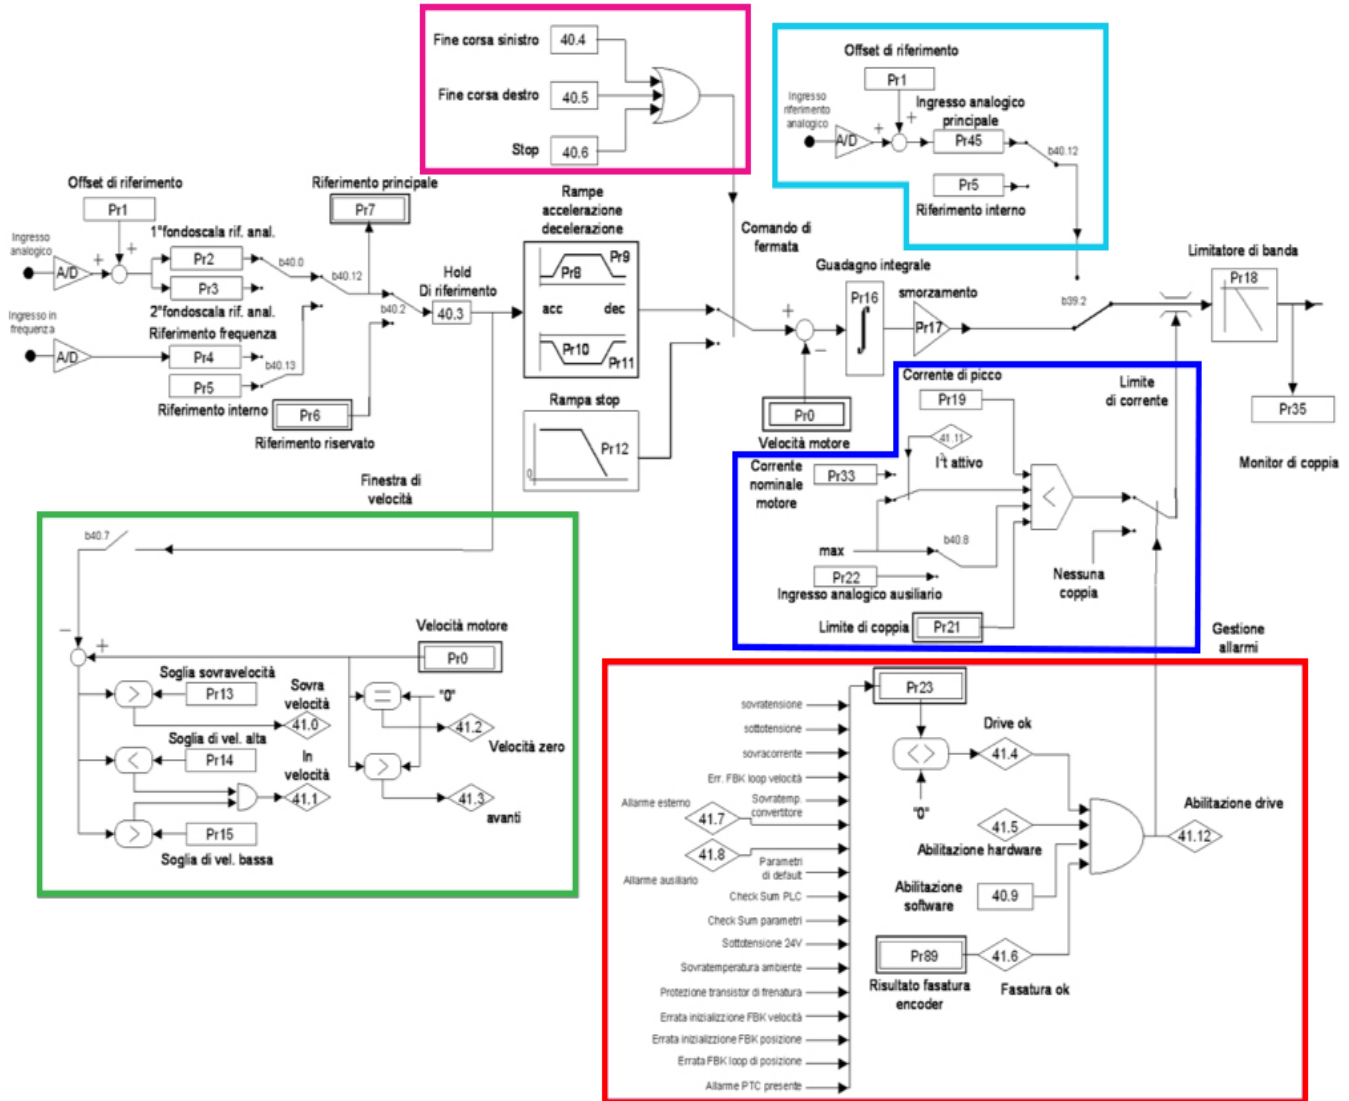 Fine corsa sinistro
40.4
Fine corsa destro
40.5
Stop
40.6
Offset di riferimento
Pr1
Ingresso
riferimento
analogico
A/D
+
+
Ingresso analogico
principale
Pr45
b40.12
Pr5
Riferimento interno
Offset di riferimento
Pr1
Ingresso
analogico
A/D
+
+
1°fondoscala rif. anal.
Pr2
Pr3
2°fondoscala rif. anal.
b40.0
Riferimento principale
Pr7
b40.12
b40.2
Ingresso in
frequenza
A/D
Riferimento frequenza
Pr4
Pr5
b40.13
Riferimento interno
Pr6
Riferimento riservato
Hold
Di riferimento
40.3
Rampe
accelerazione
decelerazione
Pr8
Pr9
acc
dec
Pr10
Pr11
Rampa stop
0
Pr12
Comando di
fermata
+
−
Pr0
Velocità motore
Guadagno integrale
Pr16
smorzamento
Pr17
b39.2
Limitatore di banda
Pr18
Pr35
Monitor di coppia
Corrente di picco
Pr19
41.11
I²t attivo
Corrente
nominale
motore
Pr33
<
max
b40.8
Pr22
Ingresso analogico ausiliario
Limite di coppia
Pr21
Limite
di corrente
Nessuna
coppia
Finestra di
velocità
b40.7
−
+
Velocità motore
Pr0
Soglia sovravelocità
>
Pr13
Sovra
velocità
41.0
Soglia di vel. alta
<
Pr14
In
velocità
41.1
>
Pr15
Soglia di vel. bassa
=
"0"
41.2
Velocità zero
>
41.3
avanti
Gestione
allarmi
Pr23
sovratensione
sottotensione
sovracorrente
Err. FBK loop velocità
Sovratemp.
convertitore
Allarme esterno
41.7
41.8
Allarme ausiliario
Parametri
di default
Check Sum PLC
Check Sum parametri
Sottotensione 24V
Sovratemperatura ambiente
Protezione transistor di frenatura
Errata inizializzione FBK velocità
Errata inizializzione FBK posizione
Errata FBK loop di posizione
Allarme PTC presente
< >
"0"
Drive ok
41.4
41.5
Abilitazione hardware
Abilitazione
software
40.9
Pr89
41.6
Risultato fasatura
encoder
Fasatura ok
Abilitazione drive
41.12